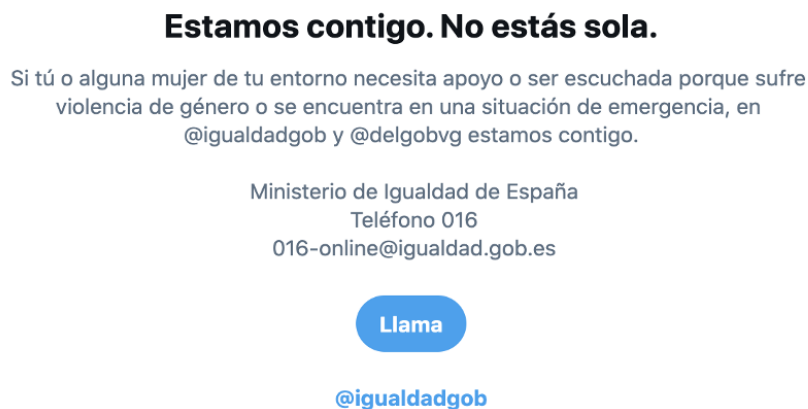 Estamos contigo. No estás sola.
Si tú o alguna mujer de tu entorno necesita apoyo o ser escuchada porque sufre
violencia de género o se encuentra en una situación de emergencia, en
@igualdadgob y @delgobvg estamos contigo.
Ministerio de Igualdad de España
Teléfono 016
016-online@igualdad.gob.es
Llama
@igualdadgob